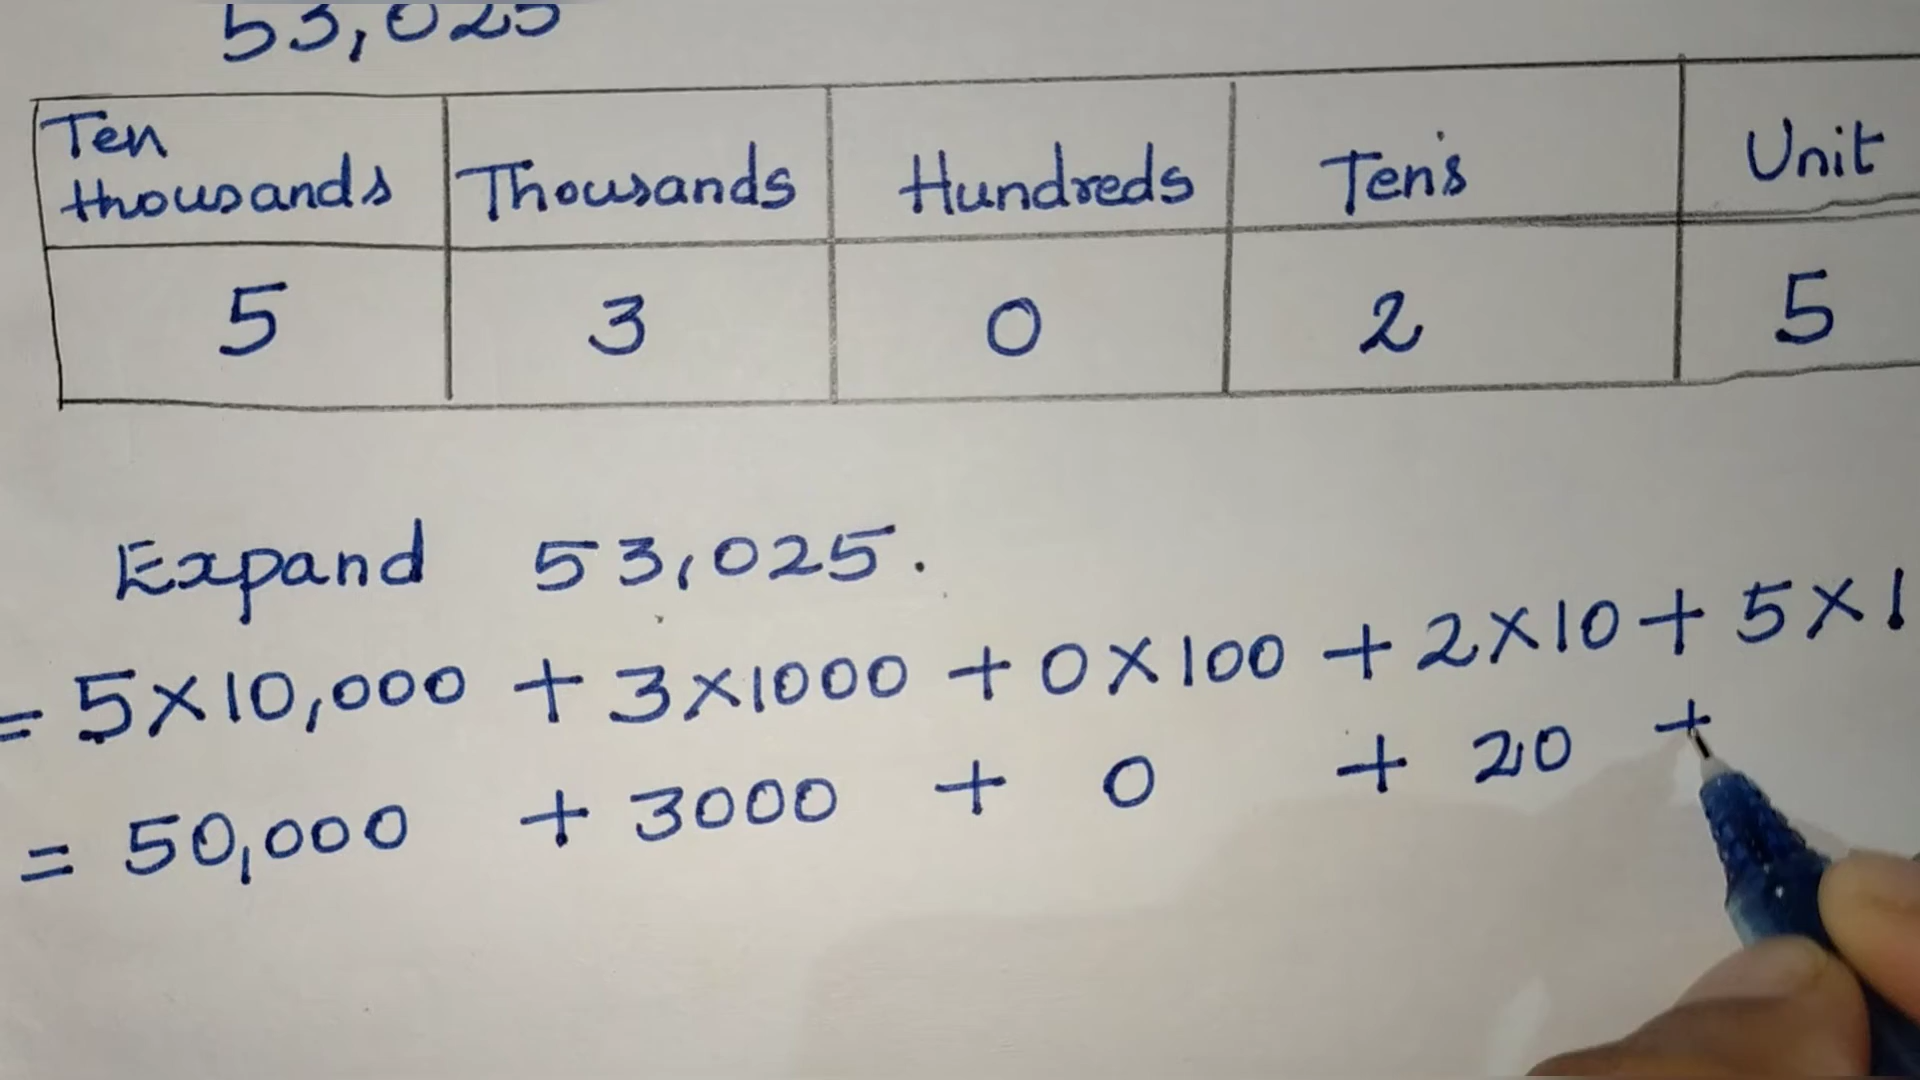 53,025
Ten thousands Thousands Hundreds Ten's Unit
5 3 0 2 5
Expand 53,025.
= 5×10,000 + 3×1000 + 0×100 + 2×10 + 5×1
= 50,000 + 3000 + 0 + 20 +